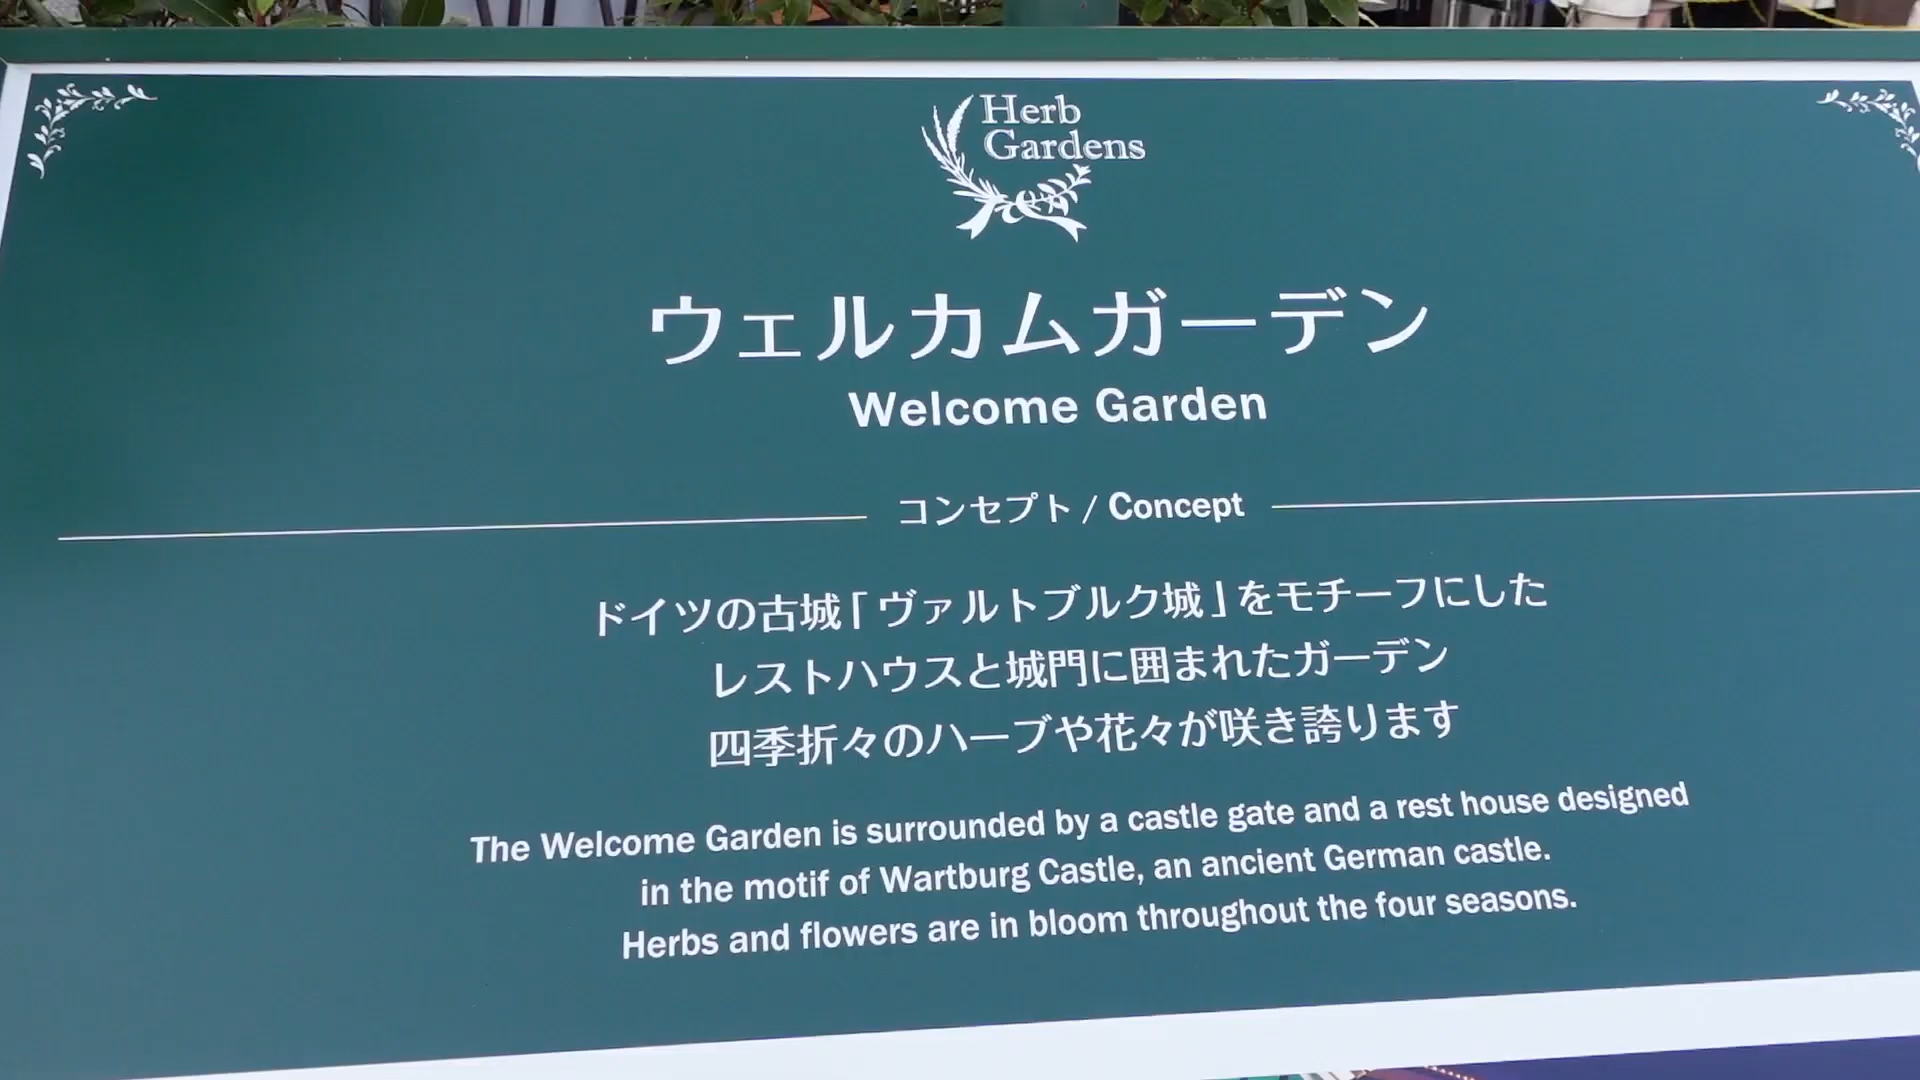 Herb
Gardens
ウェルカムガーデン
Welcome Garden
コンセプト / Concept
ドイツの古城「ヴァルトブルク城」をモチーフにした
レストハウスと城門に囲まれたガーデン
四季折々のハーブや花々が咲き誇ります
The Welcome Garden is surrounded by a castle gate and a rest house designed
in the motif of Wartburg Castle, an ancient German castle.
Herbs and flowers are in bloom throughout the four seasons.